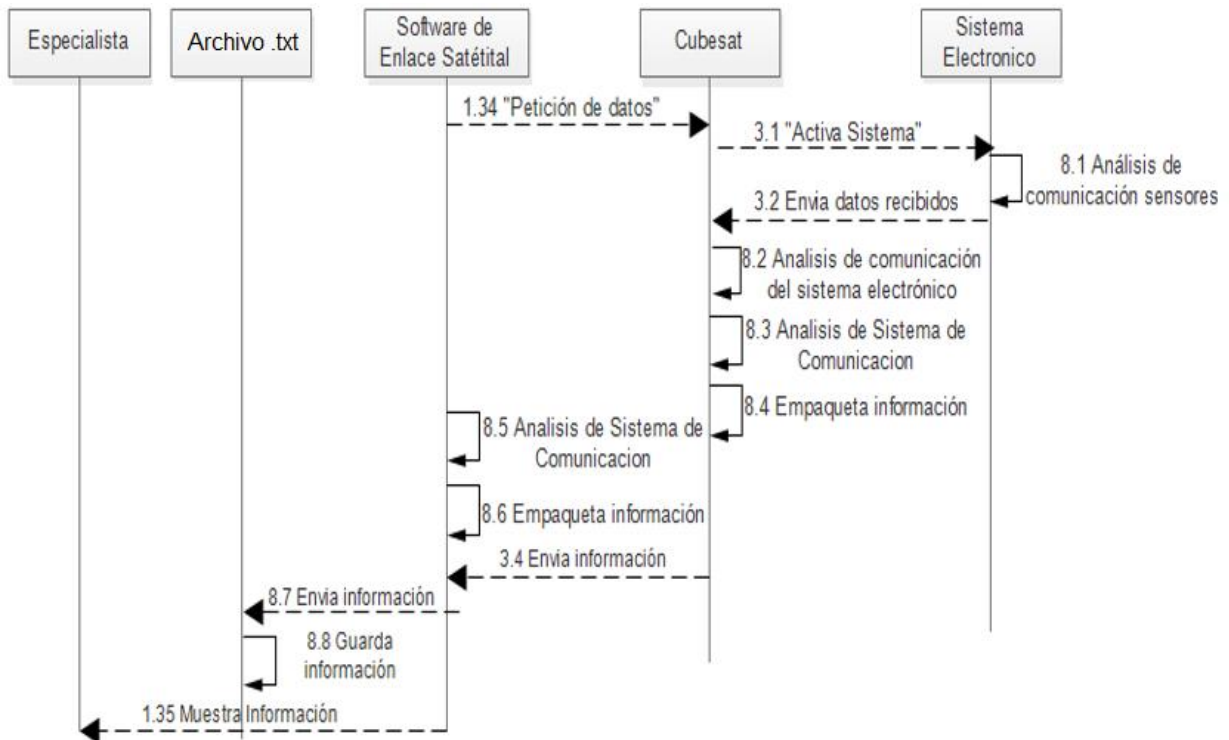 Especialista
Archivo .txt
Software de
Enlace Satétital
Cubesat
Sistema
Electronico
1.34 "Petición de datos"
3.1 "Activa Sistema"
8.1 Análisis de
comunicación sensores
3.2 Envia datos recibidos
8.2 Analisis de comunicación
del sistema electrónico
8.3 Analisis de Sistema de
Comunicacion
8.4 Empaqueta información
8.5 Analisis de Sistema de
Comunicacion
8.6 Empaqueta información
3.4 Envia información
8.7 Envia información
8.8 Guarda
información
1.35 Muestra Información